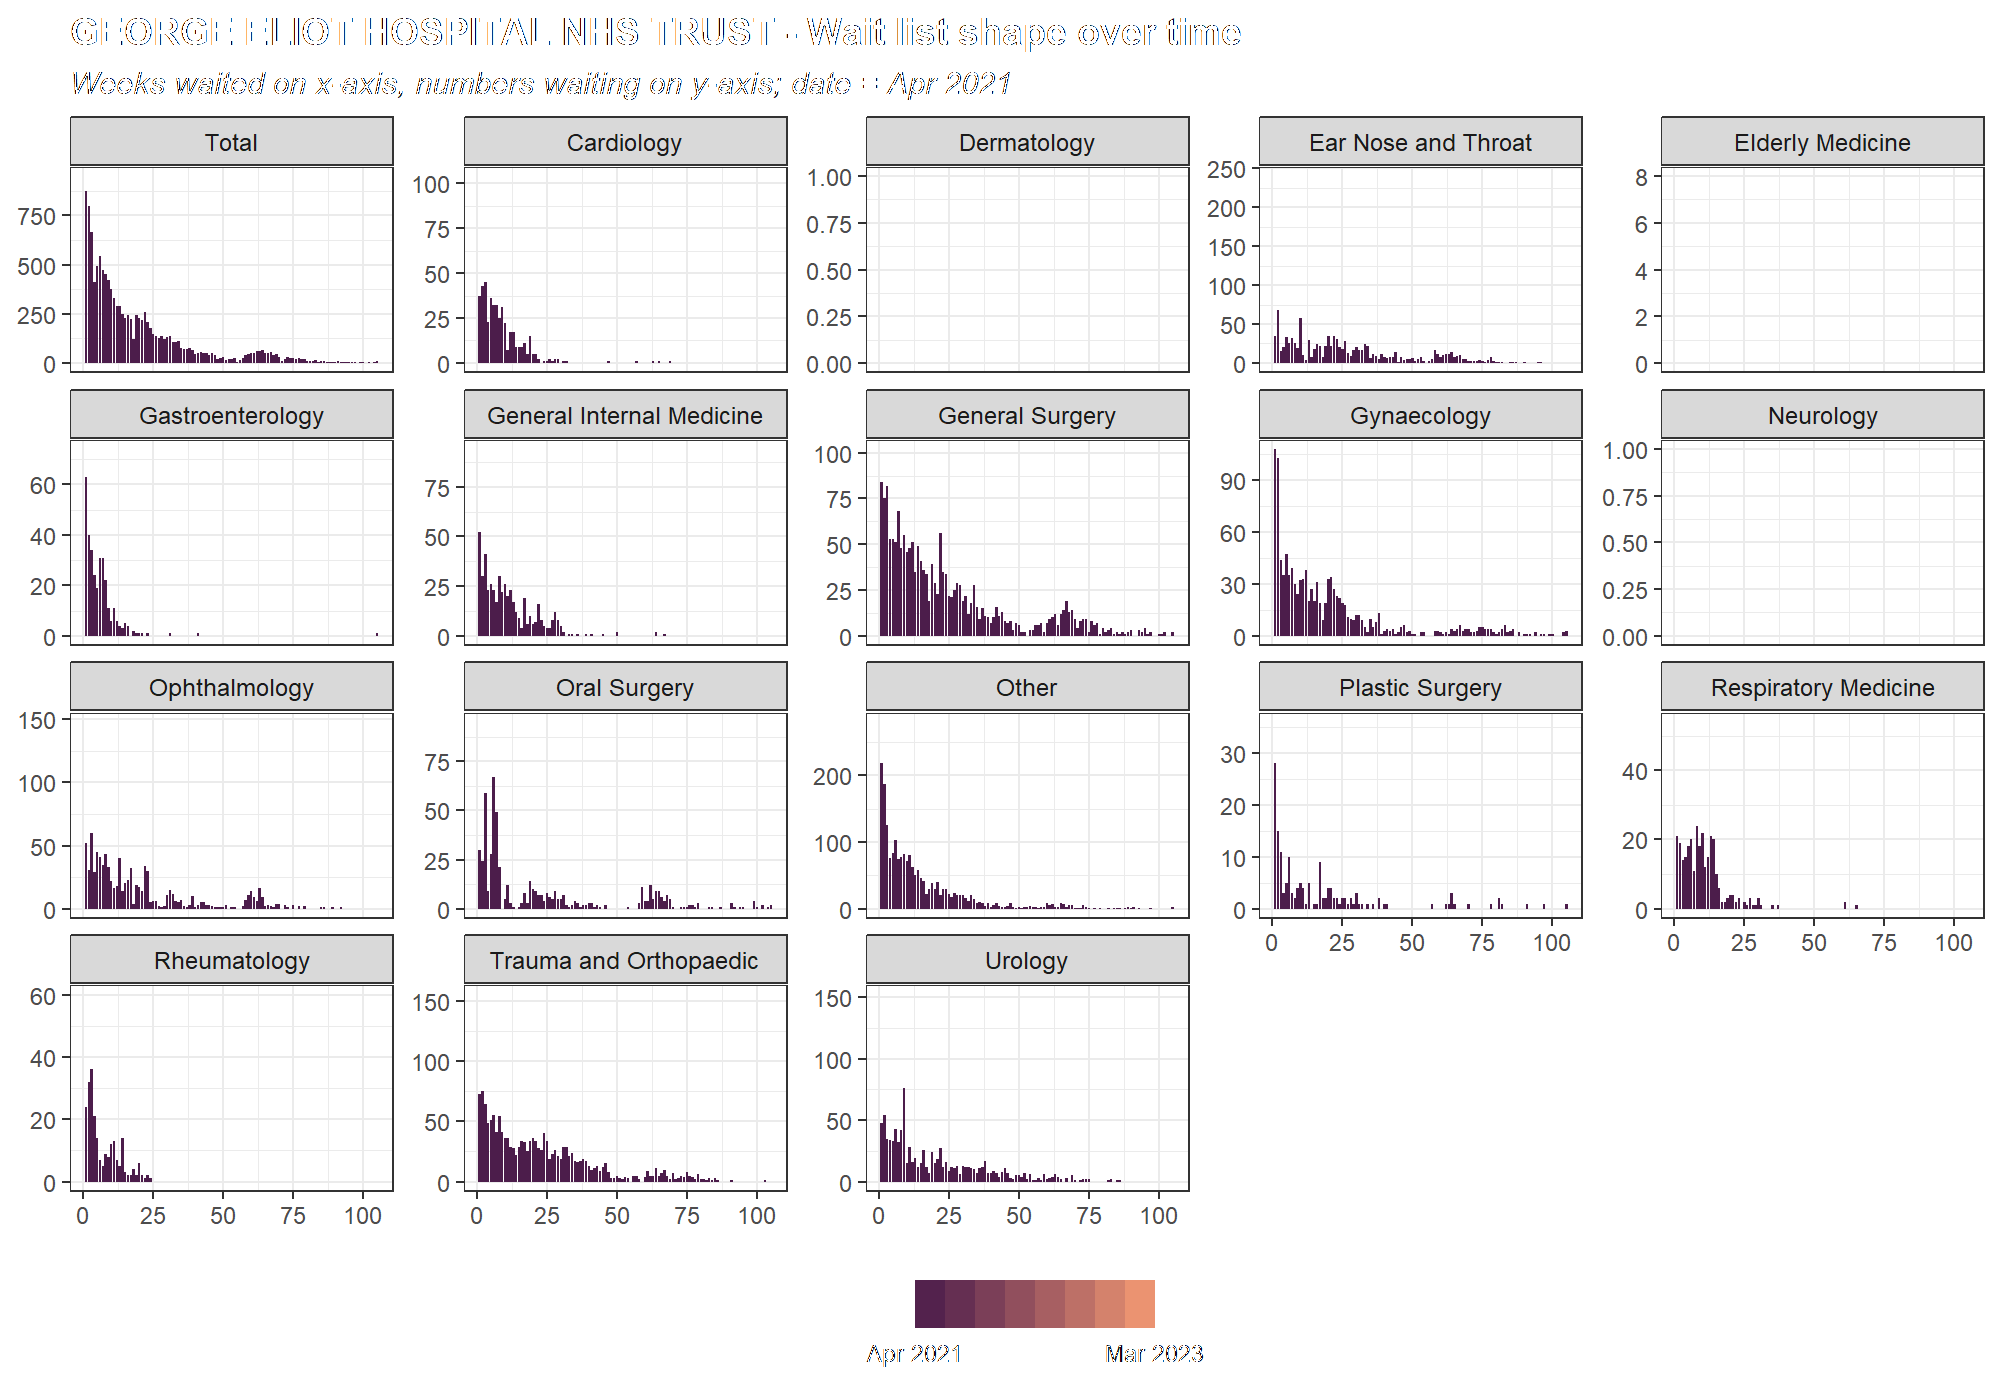 GEORGE ELIOT HOSPITAL NHS TRUST - Wait list shape over time
Weeks waited on x-axis, numbers waiting on y-axis; date = Apr 2021
Total
Cardiology
Dermatology
Ear Nose and Throat
Elderly Medicine
750
500
250
0
100
75
50
25
0
1.00
0.75
0.50
0.25
0.00
250
200
150
100
50
0
8
6
4
2
0
Gastroenterology
General Internal Medicine
General Surgery
Gynaecology
Neurology
60
40
20
0
75
50
25
0
100
75
50
25
0
90
60
30
0
1.00
0.75
0.50
0.25
0.00
Ophthalmology
Oral Surgery
Other
Plastic Surgery
Respiratory Medicine
150
100
50
0
75
50
25
0
200
100
0
30
20
10
0
40
20
0
0 25 50 75 100
0 25 50 75 100
Rheumatology
Trauma and Orthopaedic
Urology
60
40
20
0
150
100
50
0
150
100
50
0
0 25 50 75 100
0 25 50 75 100
0 25 50 75 100
Apr 2021
Mar 2023